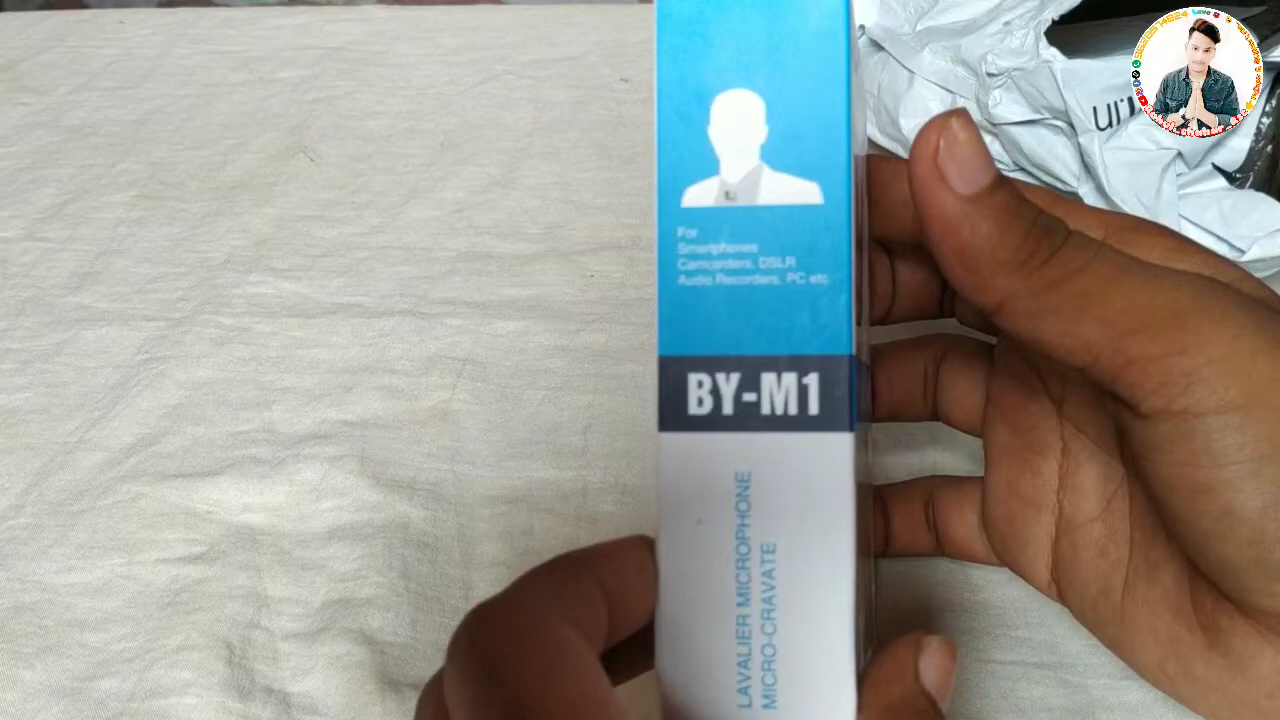 For
Smartphones
Camcorders, DSLR
Audio Recorders, PC etc.
BY-M1
LAVALIER MICROPHONE
MICRO-CRAVATE